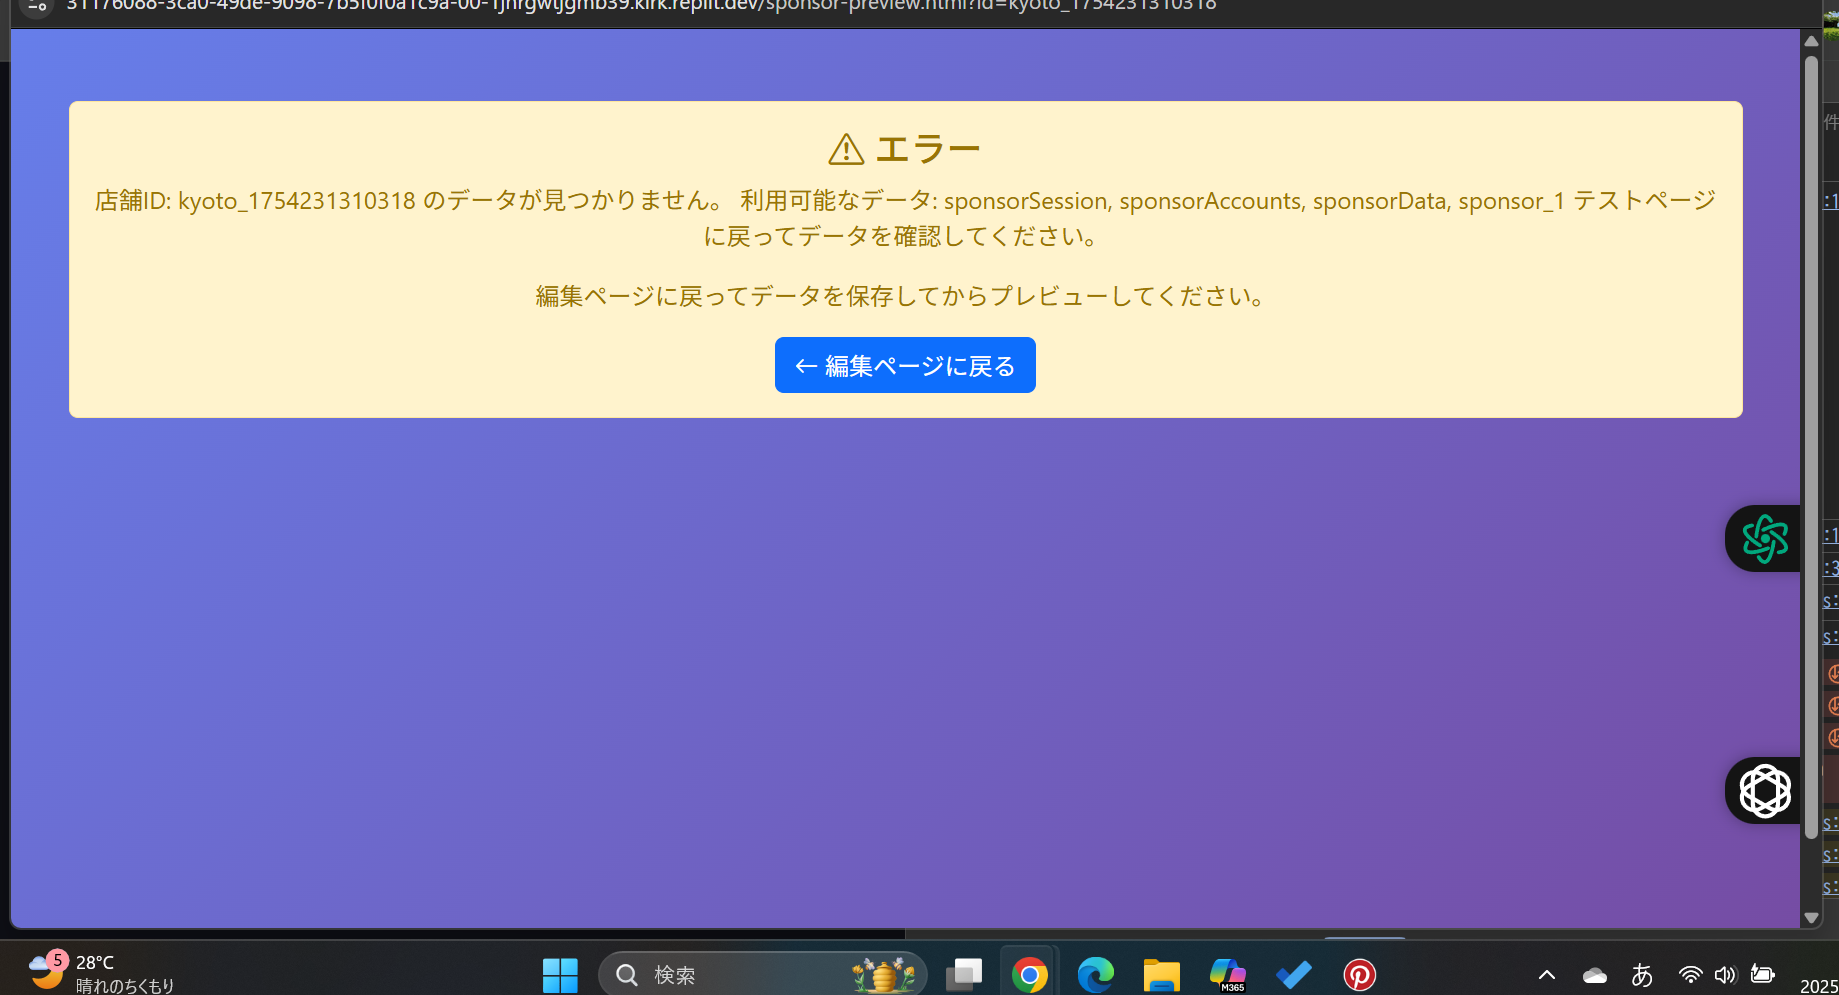 31176088-3ca0-49de-9098-7b5f0f0a1c9a-00-1jhrgwtjgmb39.kirk.replit.dev/sponsor-preview.html?id=kyoto_1754231310318
エラー
店舗ID: kyoto_1754231310318 のデータが見つかりません。 利用可能なデータ: sponsorSession, sponsorAccounts, sponsorData, sponsor_1 テストページ
に戻ってデータを確認してください。
編集ページに戻ってデータを保存してからプレビューしてください。
← 編集ページに戻る
件
:1
:1
:3
s:
s:
s:
s:
s:
5
28°C
晴れのちくもり
検索
M365
あ
2025